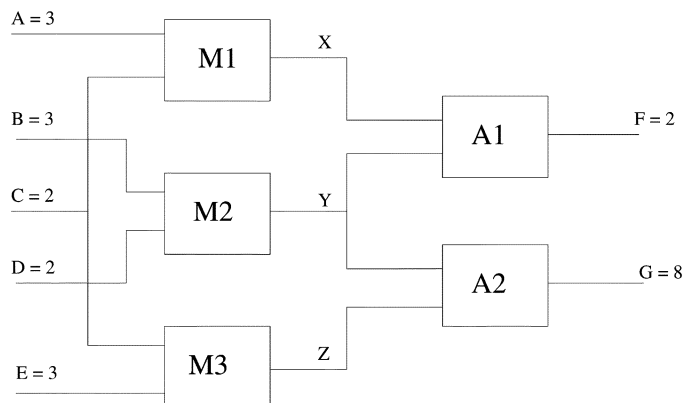 A = 3
M1
X
B = 3
A1
F = 2
C = 2
M2
Y
D = 2
A2
G = 8
M3
Z
E = 3